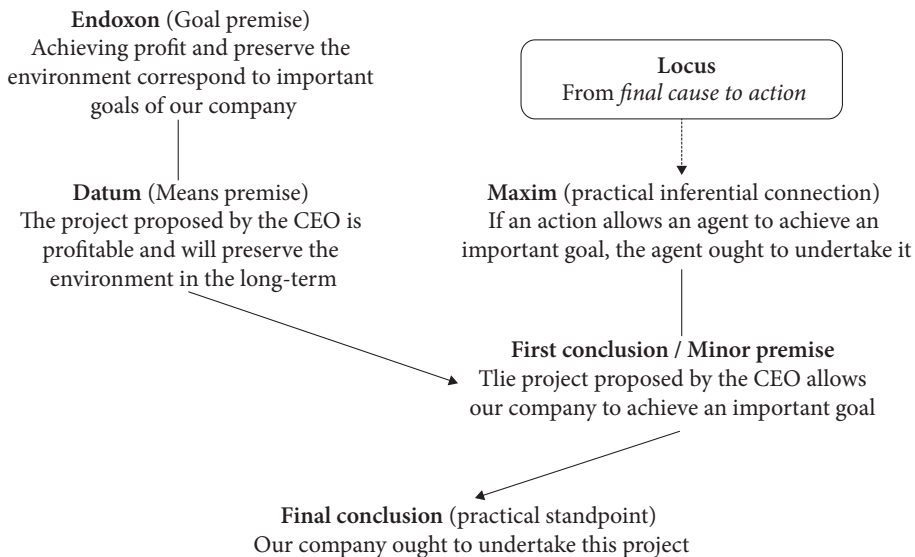 Endoxon (Goal premise)
Achieving profit and preserve the
environment correspond to important
goals of our company
Locus
From final cause to action
Datum (Means premise)
The project proposed by the CEO is
profitable and will preserve the
environment in the long-term
Maxim (practical inferential connection)
If an action allows an agent to achieve an
important goal, the agent ought to undertake it
First conclusion / Minor premise
Tlie project proposed by the CEO allows
our company to achieve an important goal
Final conclusion (practical standpoint)
Our company ought to undertake this project